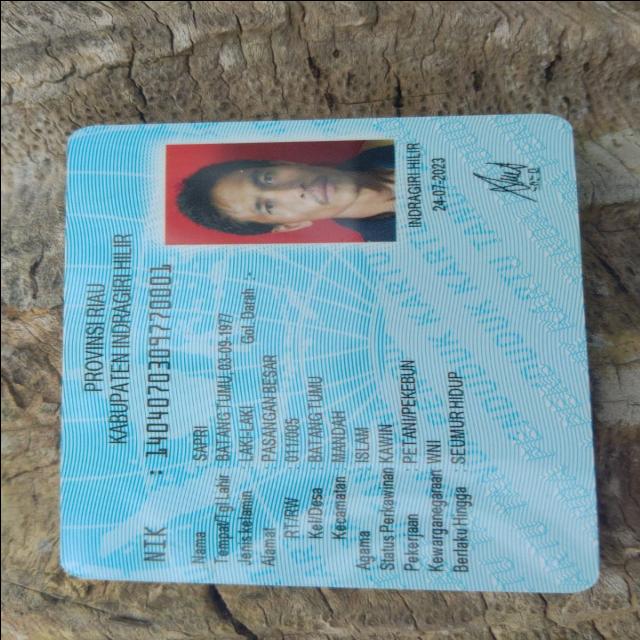 PROVINSI RIAU
KABUPATEN INDRAGIRI HILIR
NIK : 1404070309770001
Nama : SAPRI
Tempat/Tgl Lahir : BATANG TUMU, 03-09-1977
Jenis kelamin : LAKI-LAKI Gol. Darah : -
Alamat : PASANGAN BESAR
RT/RW : 011/005
Kel/Desa : BATANG TUMU
Kecamatan : MANDAH
Agama : ISLAM
Status Perkawinan: KAWIN
Pekerjaan : PETANI/PEKEBUN
Kewarganegaraan: WNI
Berlaku Hingga : SEUMUR HIDUP
INDRAGIRI HILIR
24-07-2023